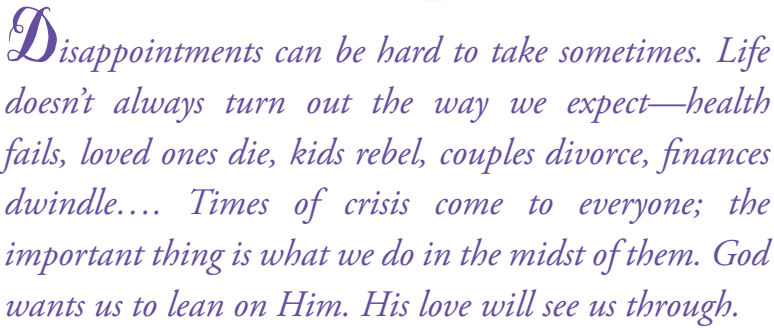 Disappointments can be hard to take sometimes. Life
doesn’t always turn out the way we expect—health
fails, loved ones die, kids rebel, couples divorce, finances
dwindle.… Times of crisis come to everyone; the
important thing is what we do in the midst of them. God
wants us to lean on Him. His love will see us through.